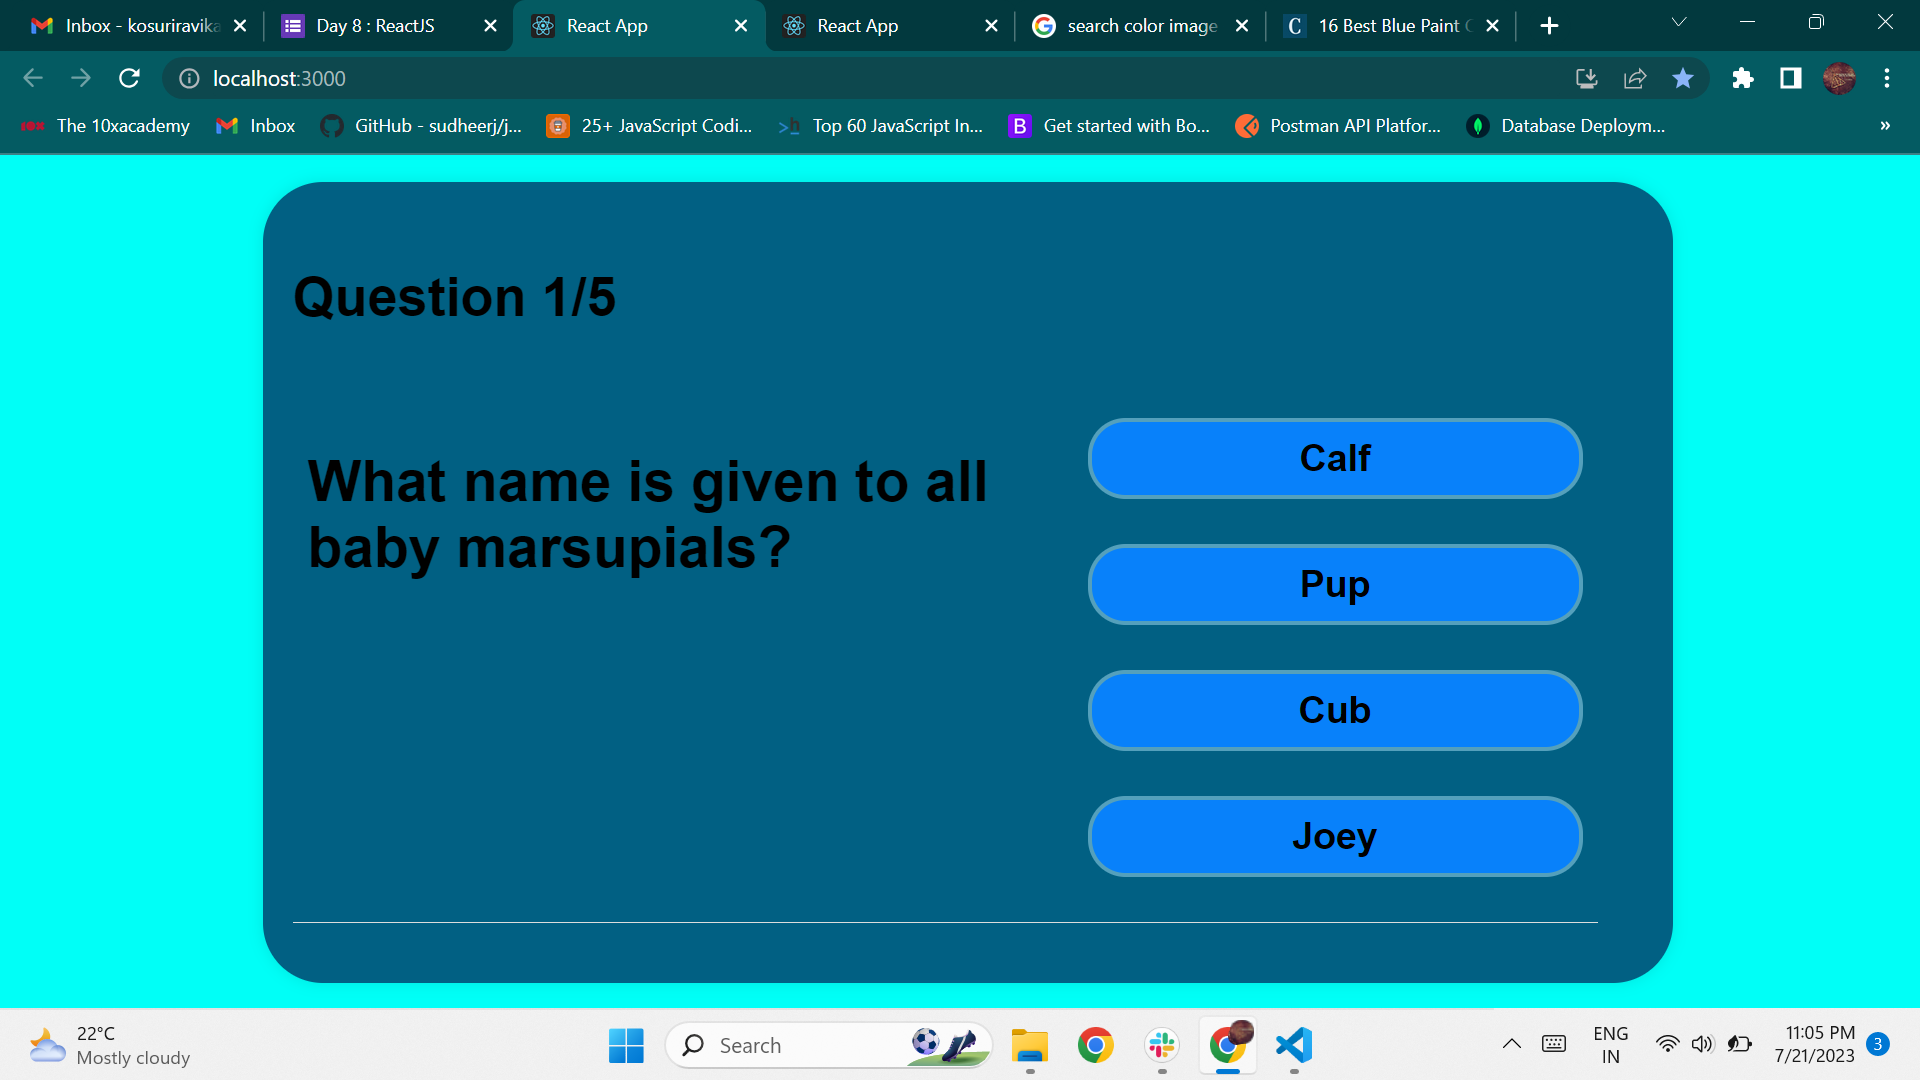 Inbox - kosuriravika
Day 8 : ReactJS
React App
React App
search color image
16 Best Blue Paint C
localhost:3000
The 10xacademy
Inbox
GitHub - sudheerj/j...
25+ JavaScript Codi...
Top 60 JavaScript In...
Get started with Bo...
Postman API Platfor...
Database Deploym...
Question 1/5
What name is given to all
baby marsupials?
Calf
Pup
Cub
Joey
22°C
Mostly cloudy
Search
ENG
IN
11:05 PM
7/21/2023
3